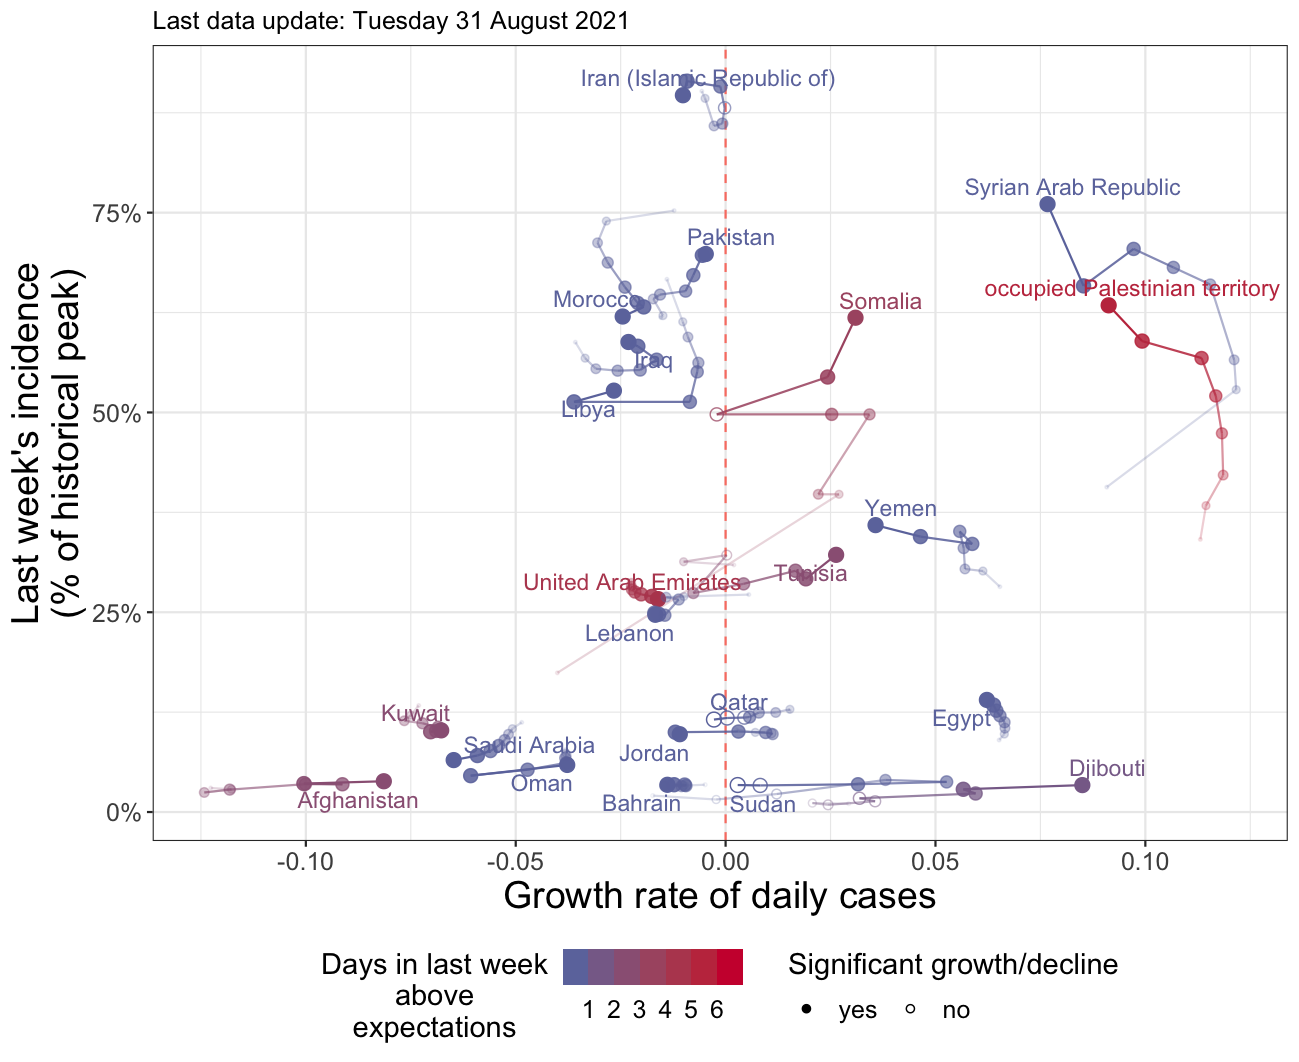 Last data update: Tuesday 31 August 2021
Iran (Islamic Republic of)
Syrian Arab Republic
75%
Pakistan
occupied Palestinian territory
Morocco
Somalia
Iraq
Libya
50%
Last week's incidence
(% of historical peak)
Yemen
Tunisia
United Arab Emirates
25%
Lebanon
Qatar
Kuwait
Egypt
Saudi Arabia
Jordan
Djibouti
Oman
Afghanistan
Bahrain
Sudan
0%
-0.10
-0.05
0.00
0.05
0.10
Growth rate of daily cases
Days in last week
above
expectations
1 2 3 4 5 6
Significant growth/decline
yes
no